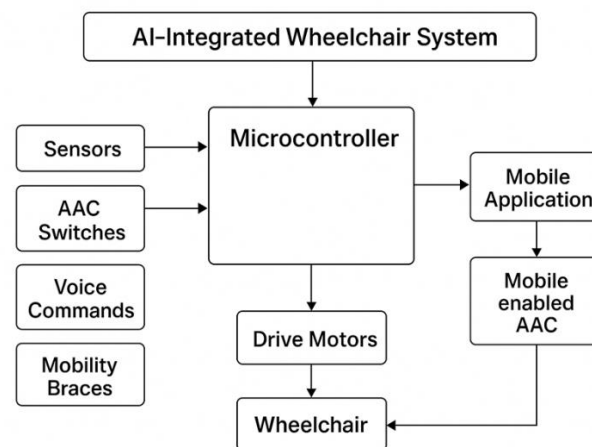 AI-Integrated Wheelchair System
Microcontroller
Sensors
AAC
Switches
Voice
Commands
Mobility
Braces
Mobile
Application
Mobile
enabled
AAC
Drive Motors
Wheelchair